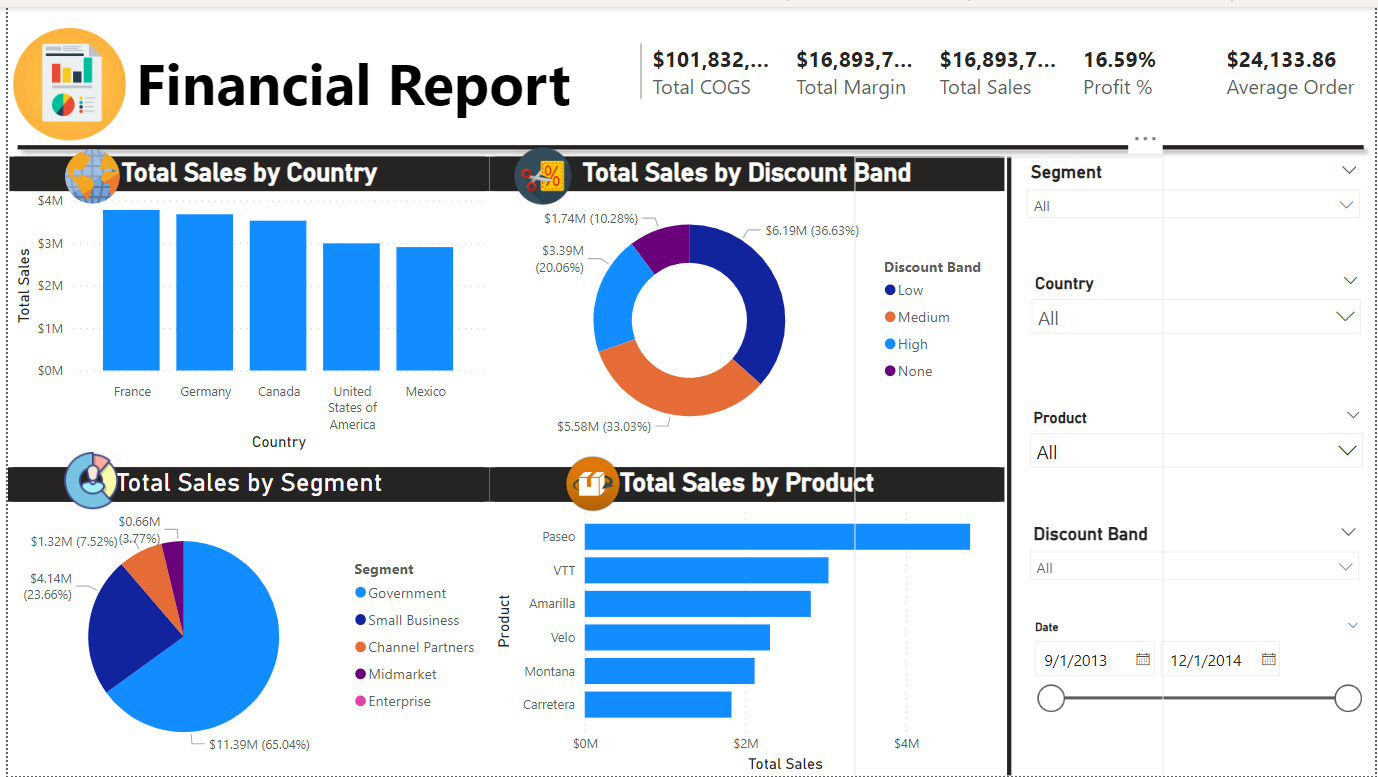 Financial Report
$101,832,...
Total COGS
$16,893,7...
Total Margin
$16,893,7...
Total Sales
16.59%
Profit %
$24,133.86
Average Order
Total Sales by Country
Total Sales
$4M
$3M
$2M
$1M
$0M
France
Germany
Canada
United
States of
America
Mexico
Country
Total Sales by Discount Band
$1.74M (10.28%)
$6.19M (36.63%)
$3.39M
(20.06%)
$5.58M (33.03%)
Discount Band
Low
Medium
High
None
Total Sales by Segment
$0.66M
(3.77%)
$1.32M (7.52%)
$4.14M
(23.66%)
$11.39M (65.04%)
Segment
Government
Small Business
Channel Partners
Midmarket
Enterprise
Total Sales by Product
Product
Paseo
VTT
Amarilla
Velo
Montana
Carretera
$0M
$2M
$4M
Total Sales
Segment
All
Country
All
Product
All
Discount Band
All
Date
9/1/2013
12/1/2014